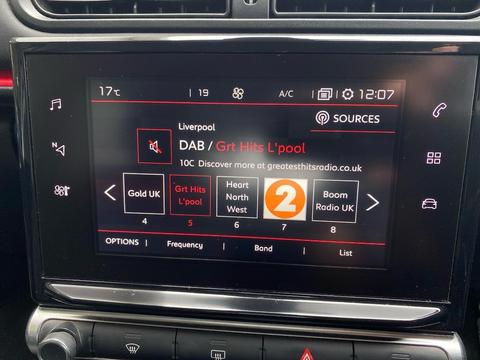 17°C | 19 A/C | | 12:07
SOURCES
Liverpool
DAB / Grt Hits L'pool
10C Discover more at greatesthitsradio.co.uk
Gold UK
Grt Hits L'pool
Heart North West
2
Boom Radio UK
4 5 6 7 8
OPTIONS Frequency Band List
N